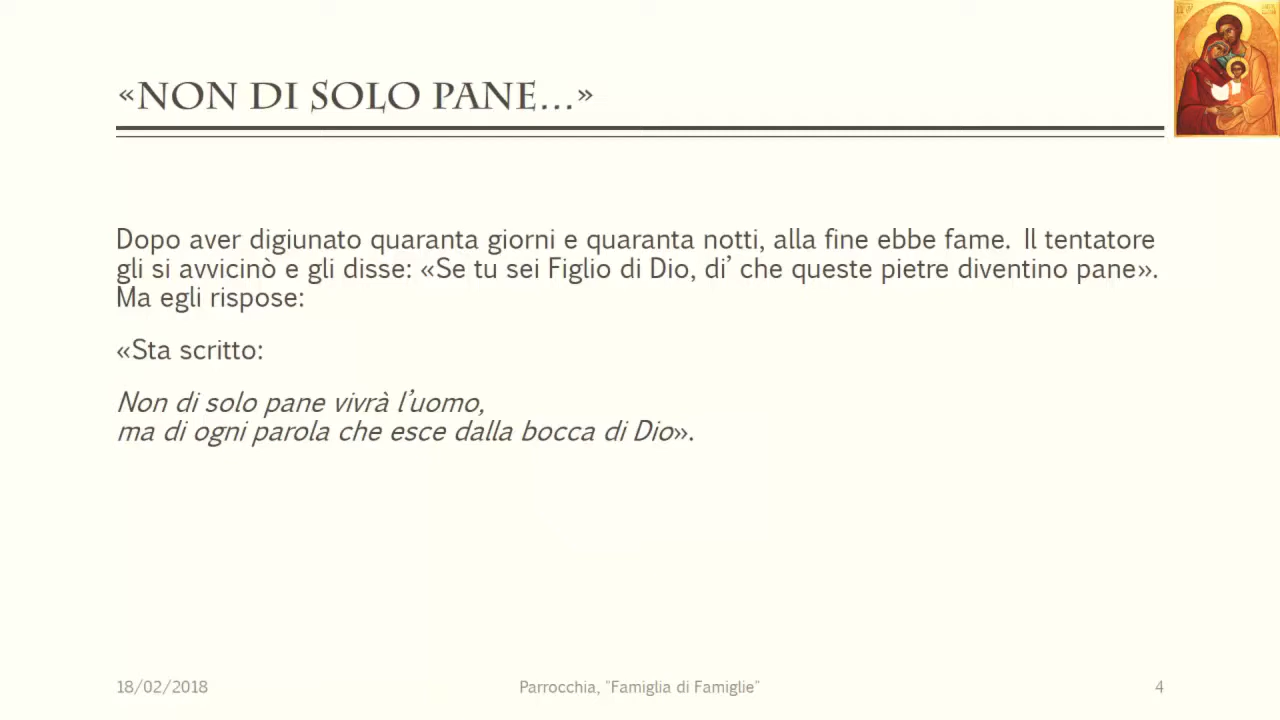 «NON DI SOLO PANE…»
Dopo aver digiunato quaranta giorni e quaranta notti, alla fine ebbe fame. Il tentatore
gli si avvicinò e gli disse: «Se tu sei Figlio di Dio, di’ che queste pietre diventino pane».
Ma egli rispose:
«Sta scritto:
Non di solo pane vivrà l’uomo,
ma di ogni parola che esce dalla bocca di Dio».
18/02/2018
Parrocchia, "Famiglia di Famiglie"
4